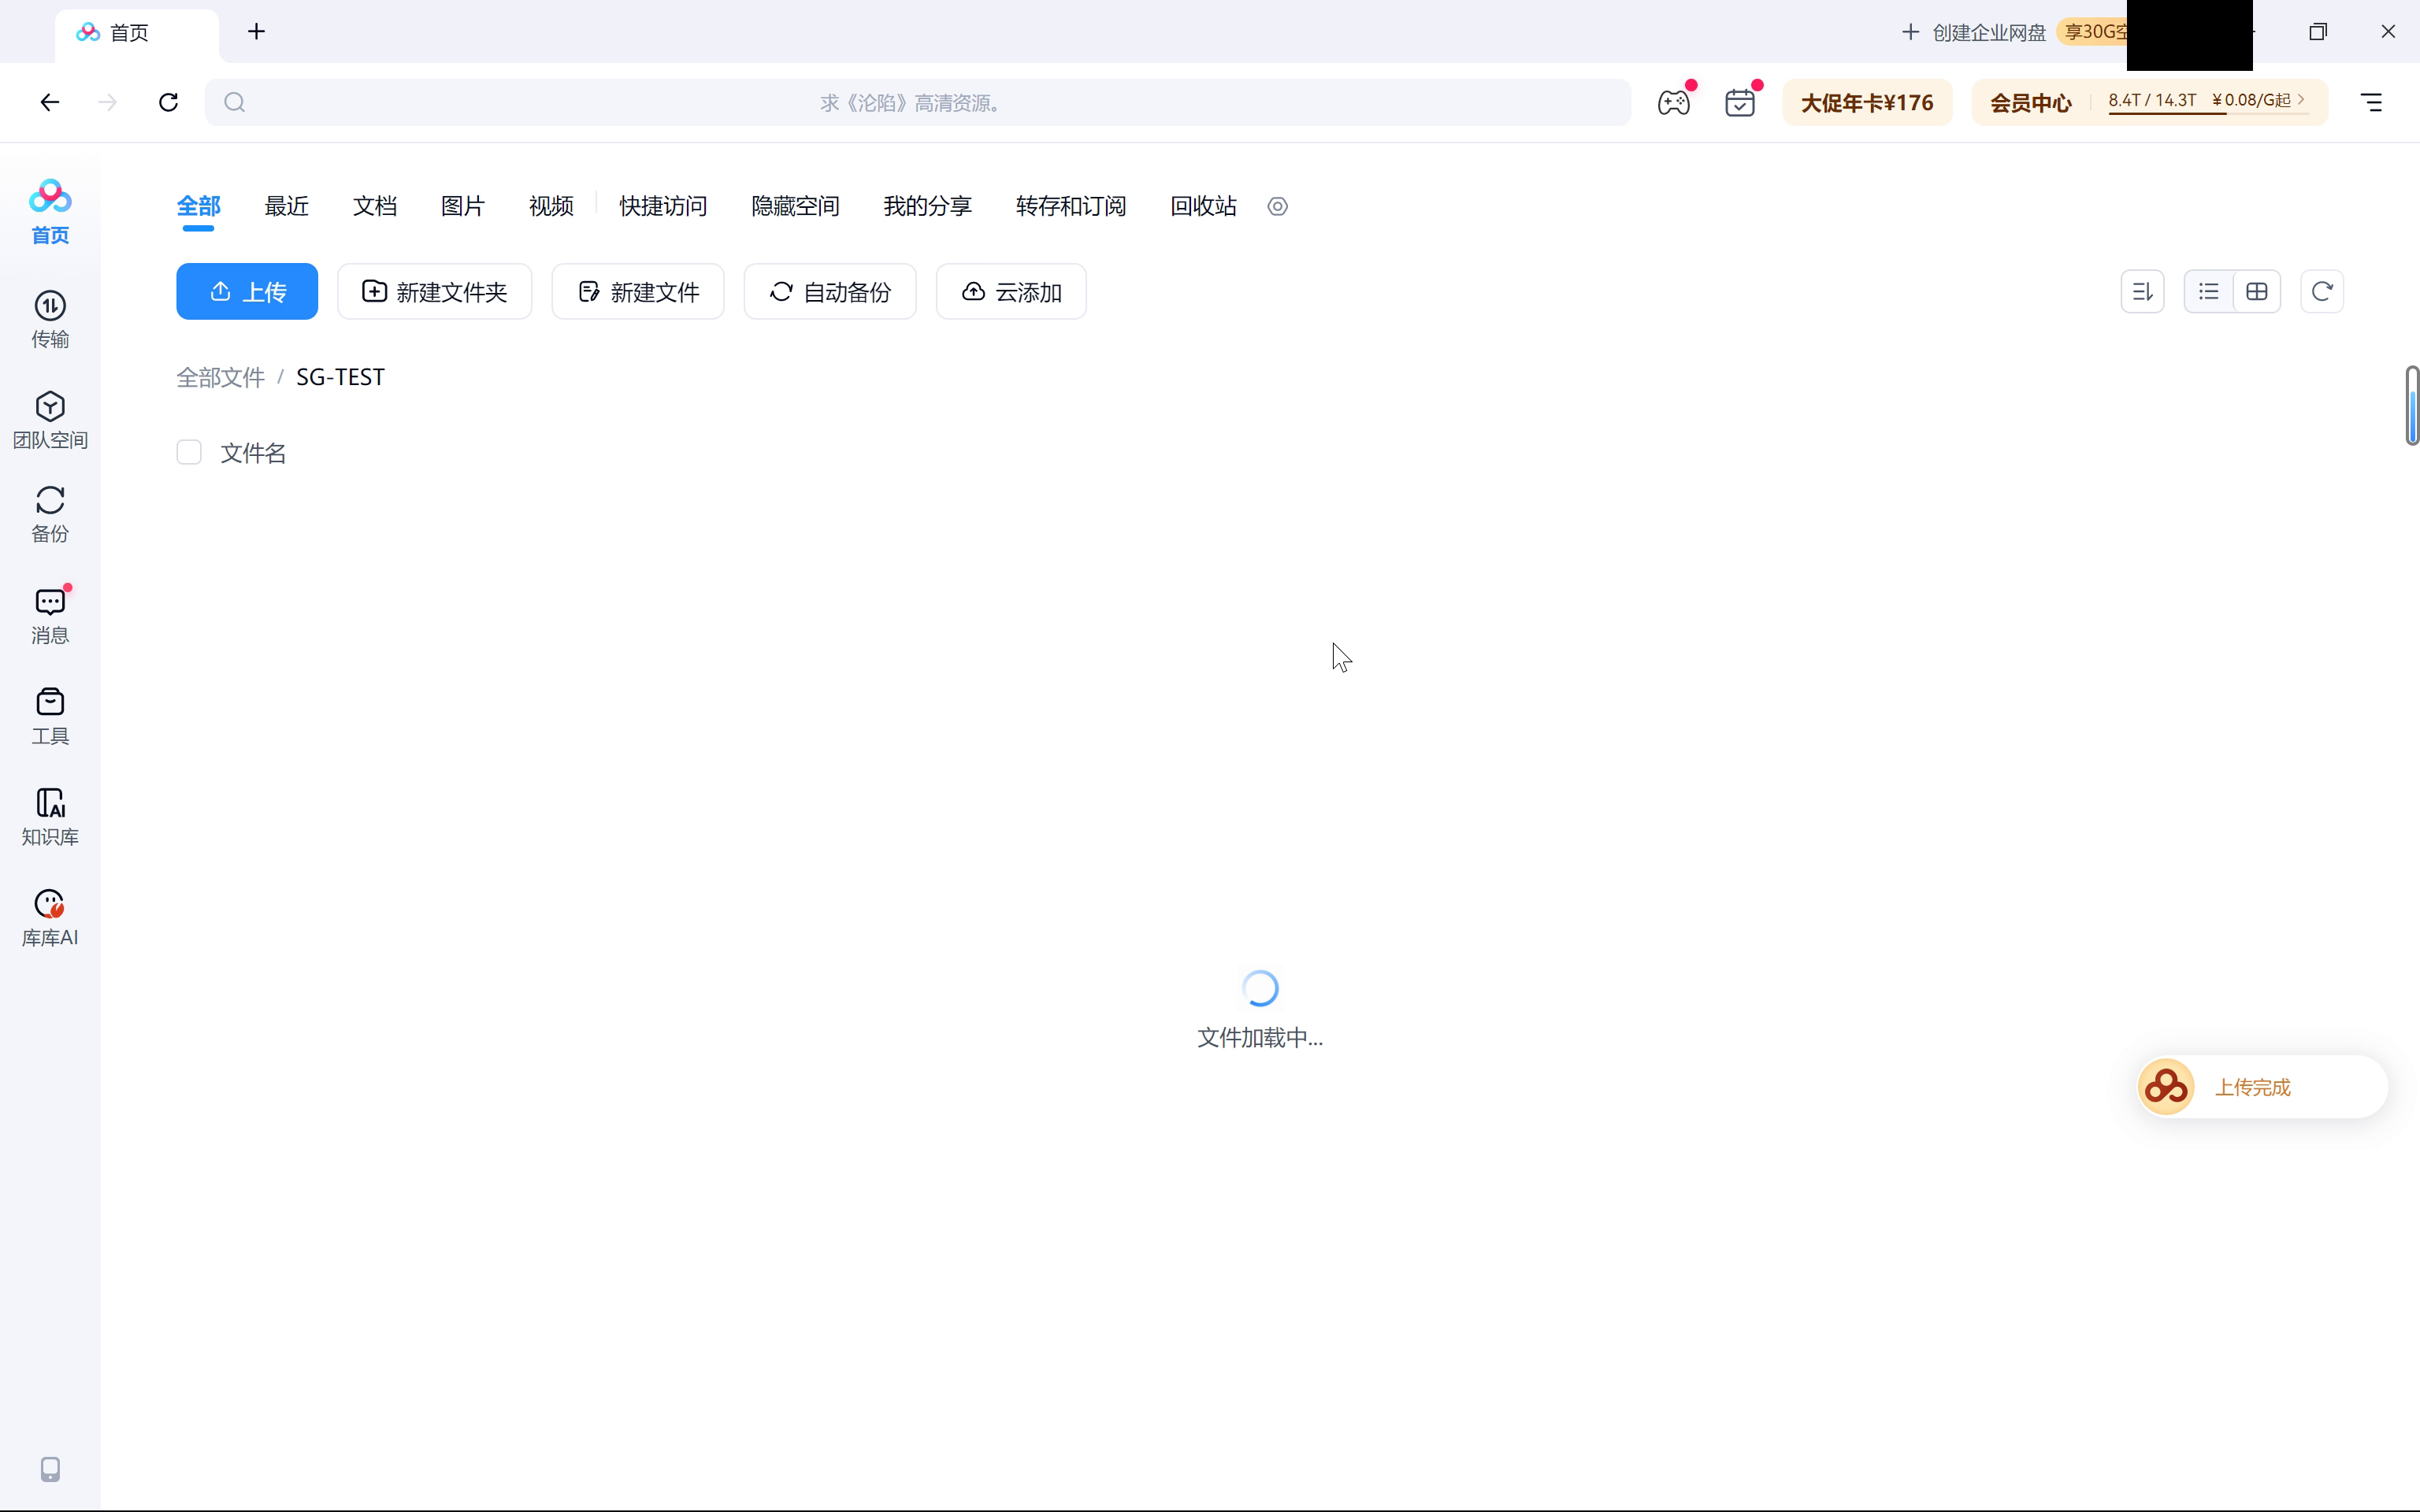 首页
创建企业网盘 享30G空
求《沦陷》高清资源。
大促年卡¥176
会员中心 8.4T / 14.3T ¥0.08/G起
首页
传输
团队空间
备份
消息
工具
知识库
库库AI
全部 最近 文档 图片 视频 快捷访问 隐藏空间 我的分享 转存和订阅 回收站
上传 新建文件夹 新建文件 自动备份 云添加
全部文件 / SG-TEST
文件名
文件加载中...
上传完成